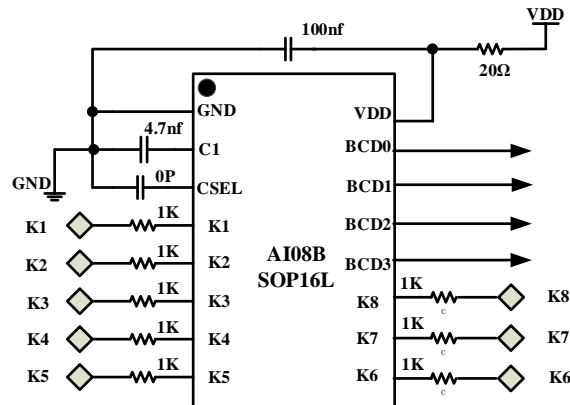 VDD
100nf
20Ω
GND
VDD
4.7nf
C1
BCD0
GND
0P
CSEL
BCD1
K1
1K
K1
BCD2
K2
1K
K2
AI08B
SOP16L
BCD3
K3
1K
K3
K8
1K
c
K8
K4
1K
K4
K7
1K
c
K7
K5
1K
K5
K6
1K
c
K6